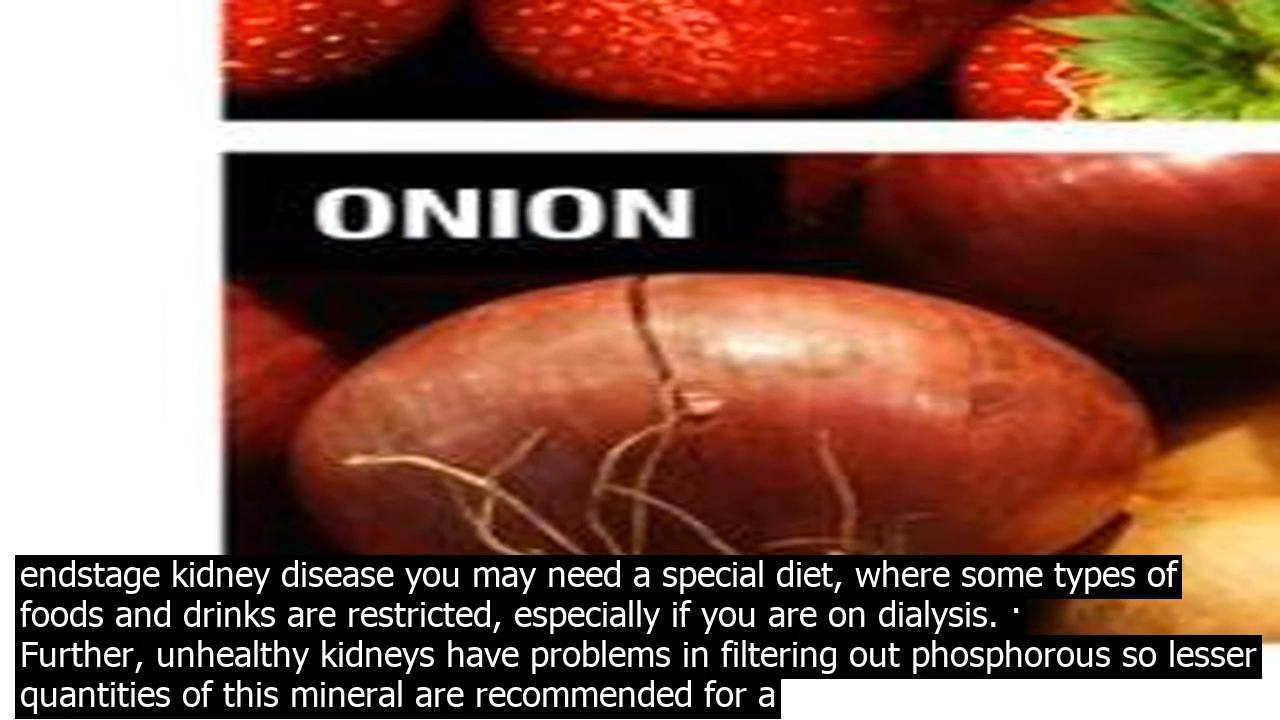 ONION
endstage kidney disease you may need a special diet, where some types of
foods and drinks are restricted, especially if you are on dialysis. ·
Further, unhealthy kidneys have problems in filtering out phosphorous so lesser
quantities of this mineral are recommended for a